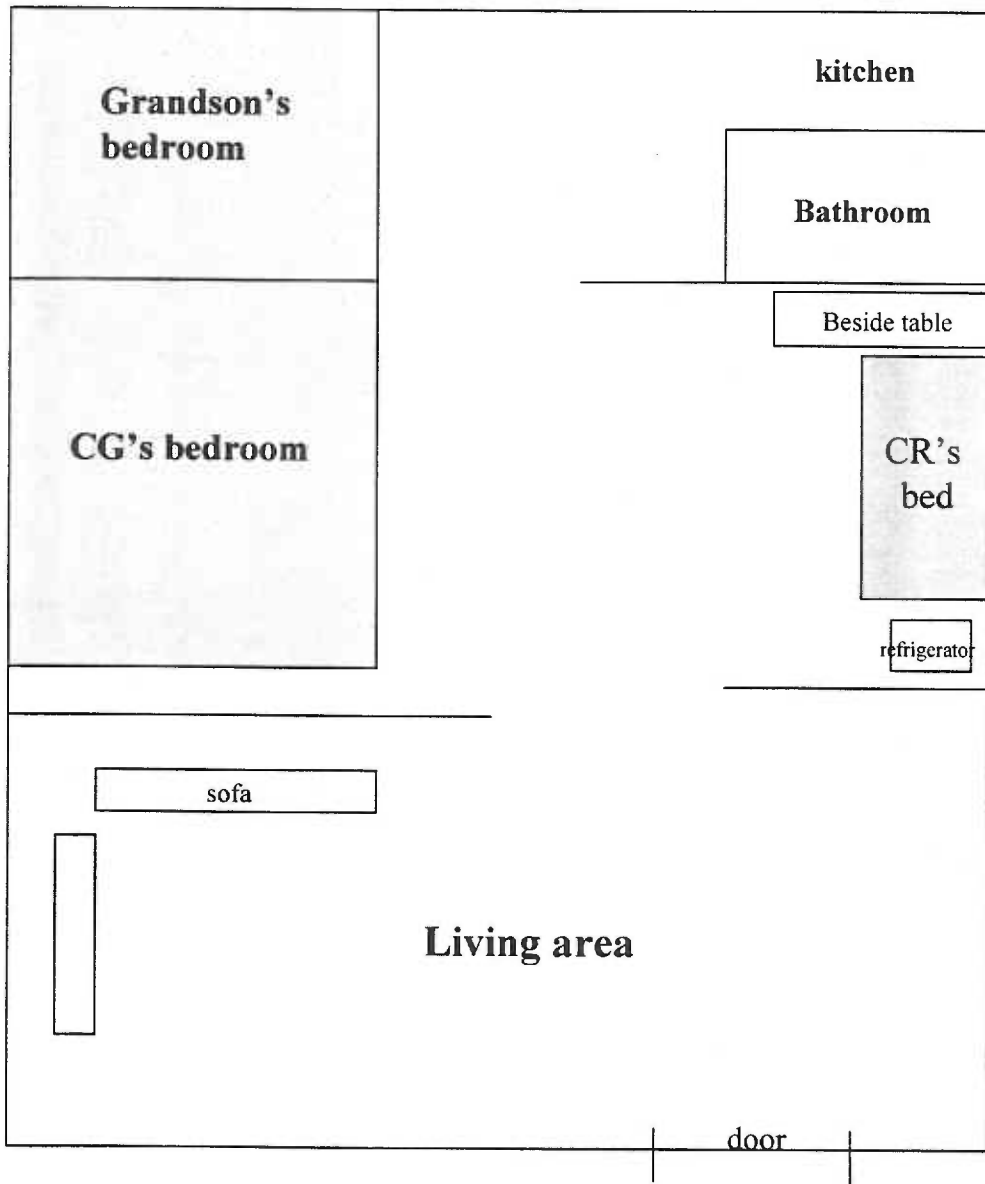 kitchen
Grandson's
bedroom
Bathroom
Beside table
CG's bedroom
CR's
bed
refrigerator
sofa
Living area
door